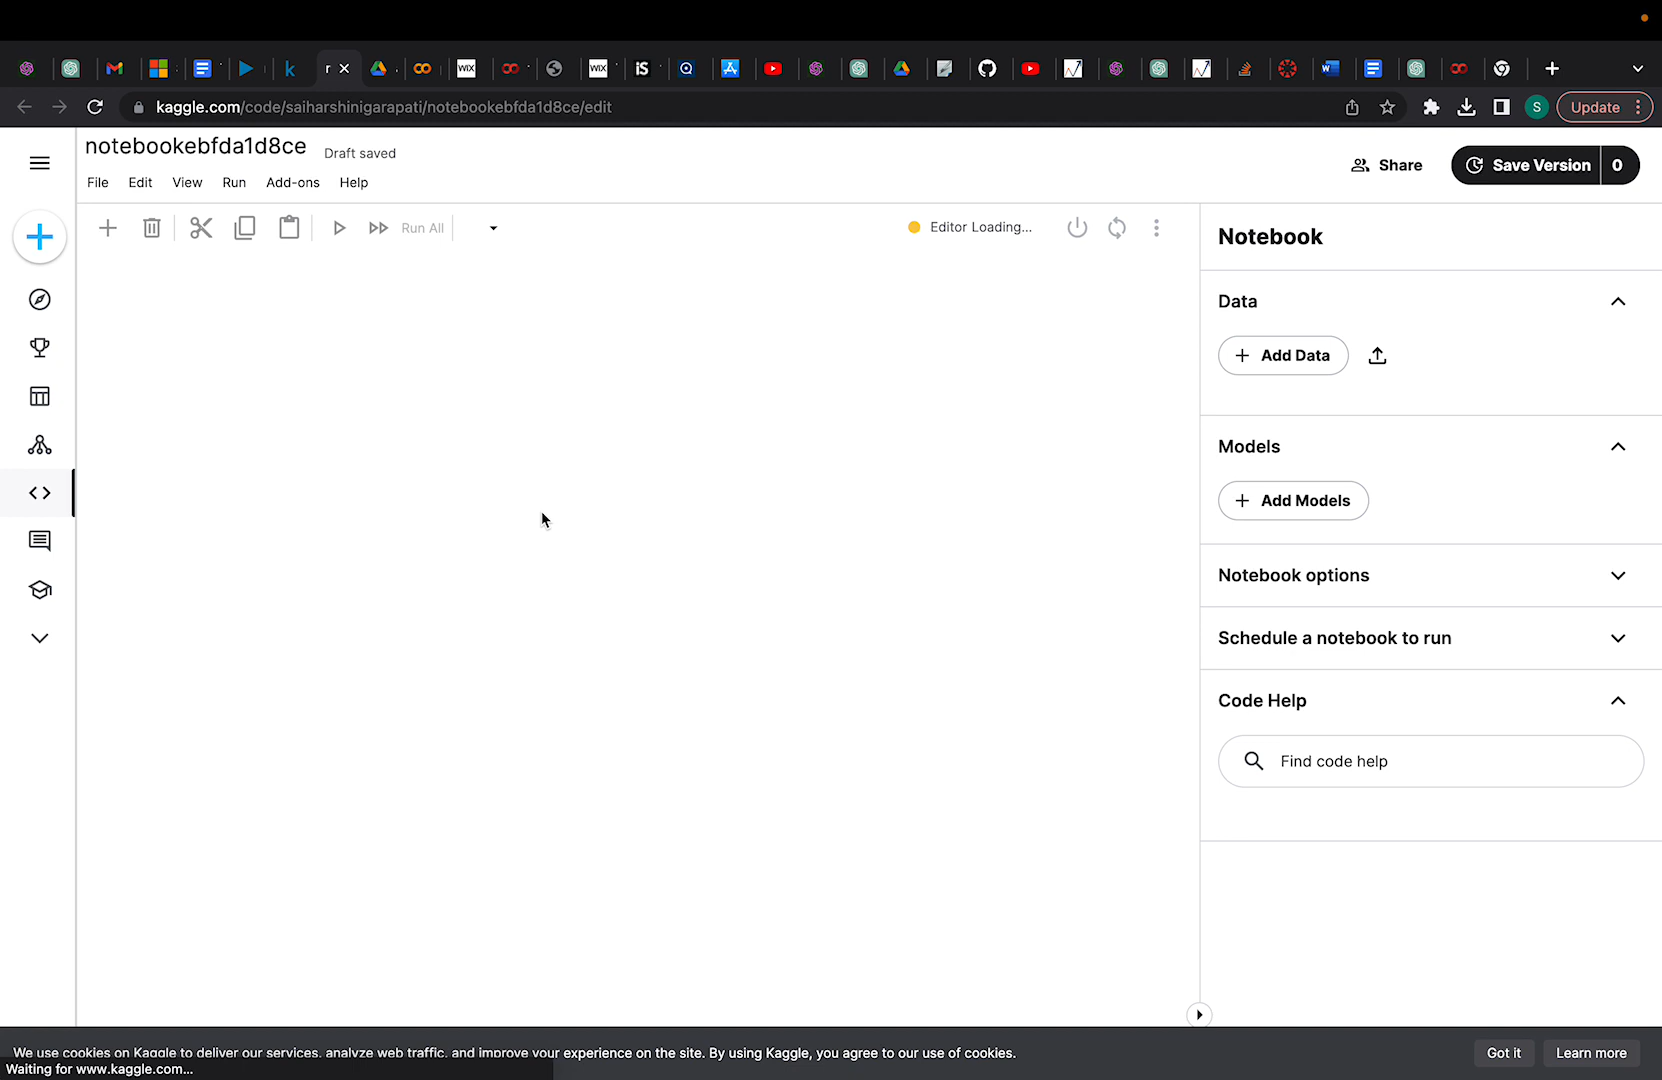 r
kaggle.com/code/saiharshinigarapati/notebookebfda1d8ce/edit
S
Update
notebookebfda1d8ce
Draft saved
File Edit View Run Add-ons Help
Share
Save Version 0
Run All
Editor Loading...
Notebook
Data
Add Data
Models
Add Models
Notebook options
Schedule a notebook to run
Code Help
Find code help
We use cookies on Kaggle to deliver our services, analyze web traffic, and improve your experience on the site. By using Kaggle, you agree to our use of cookies.
Got it
Learn more
Waiting for www.kaggle.com...